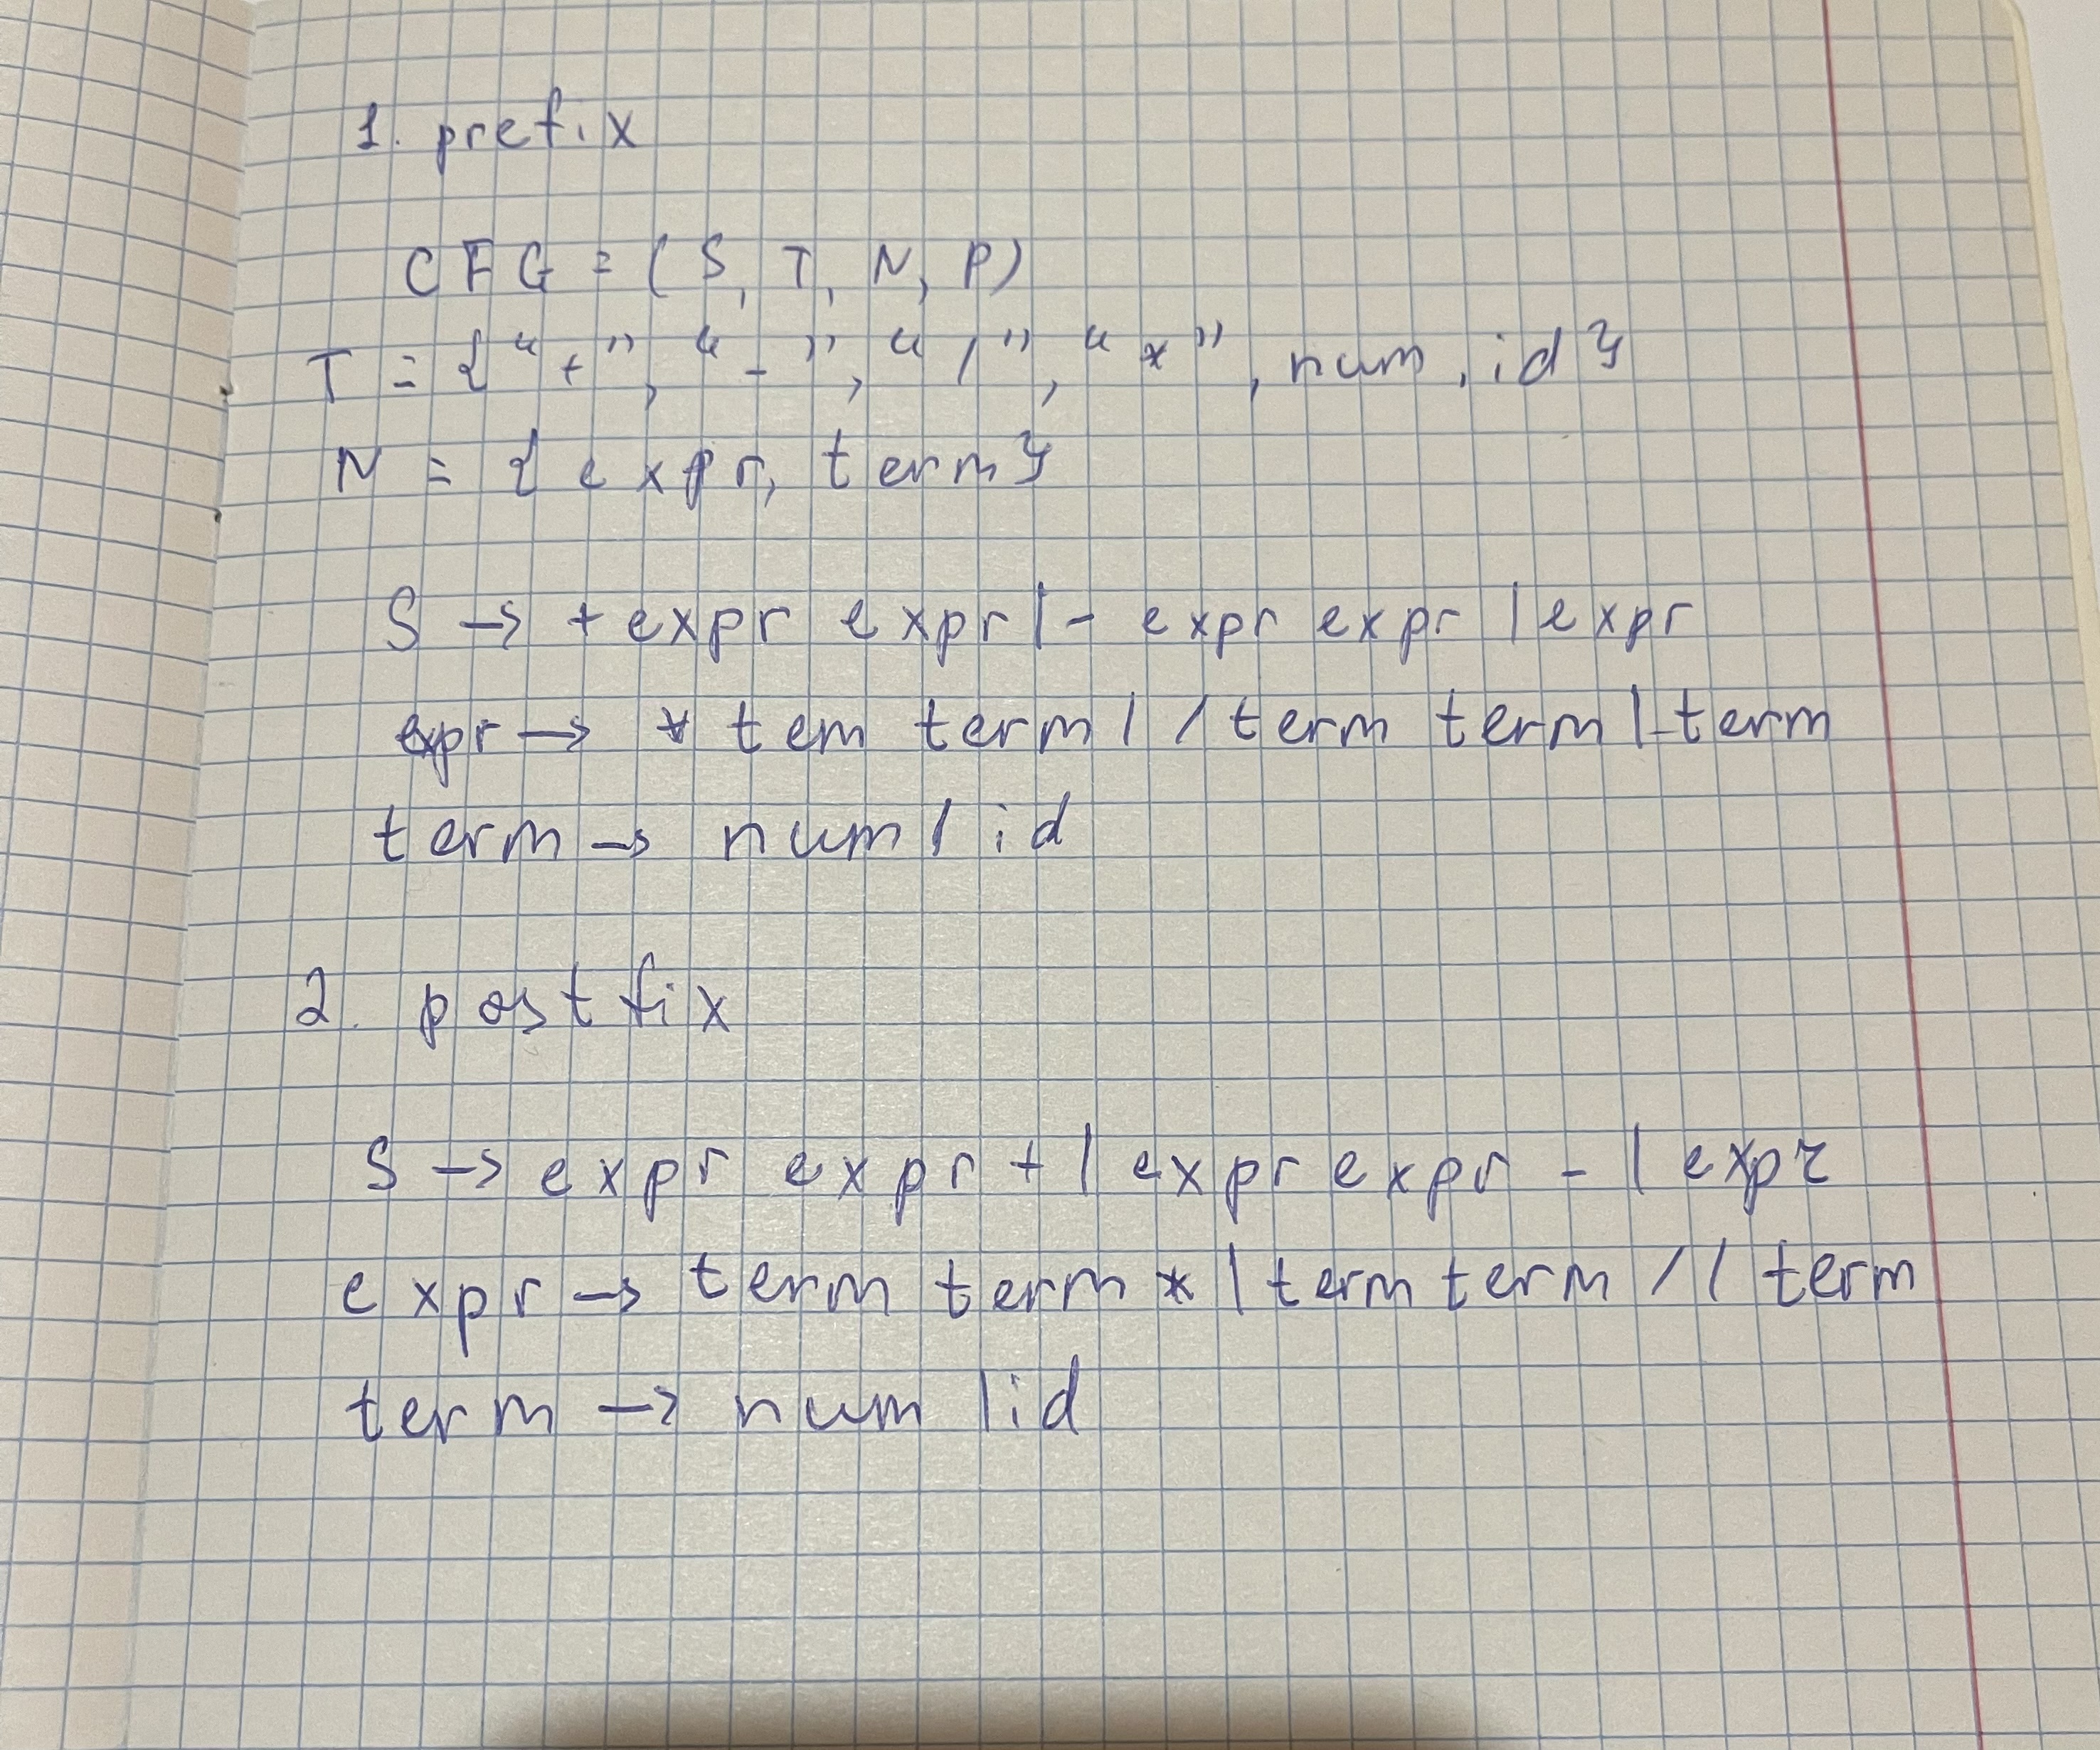 1. prefix
CFG = (S, T, N, P)
T = {"+", "-", "/", "*", num, id}
N = {expr, term}
S → + expr expr | - expr expr | expr
expr → * tem term | / term term | term
term → num | id
2. postfix
S → expr expr + | expr expr - | expr
expr → term term * | term term / | term
term → num | id